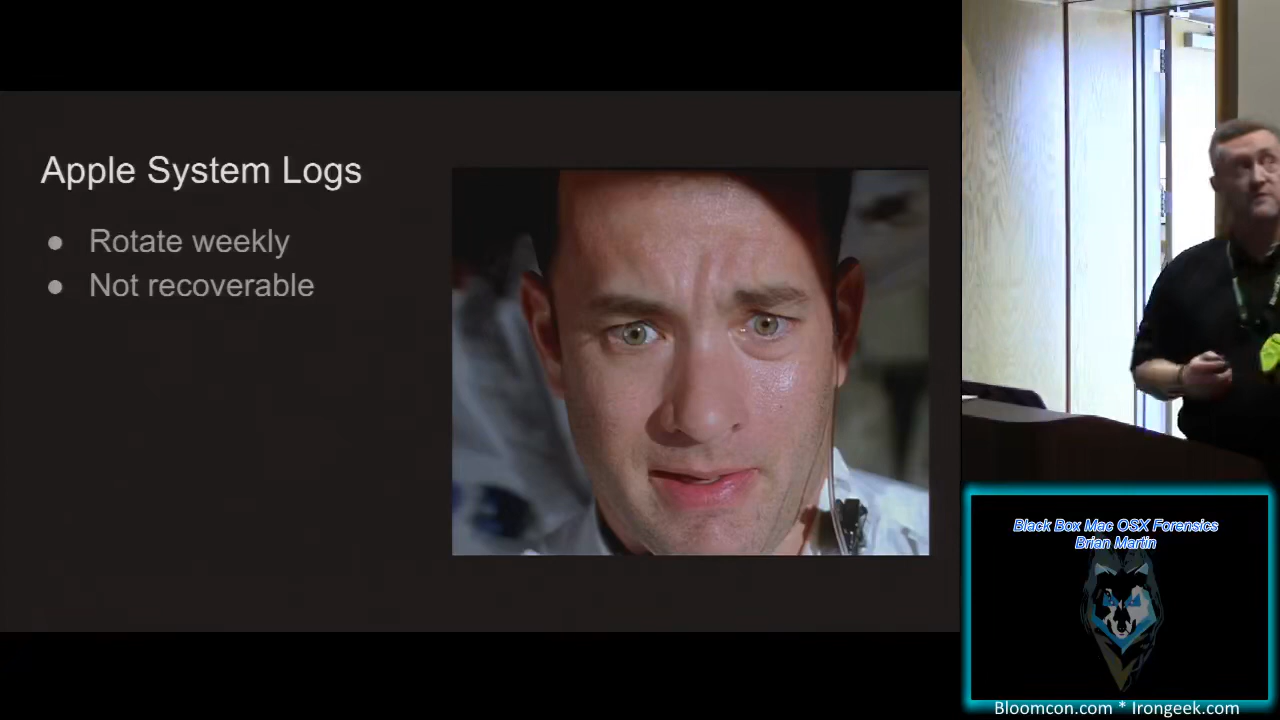 Apple System Logs
● Rotate weekly
● Not recoverable
Black Box Mac OSX Forensics
Brian Martin
Bloomcon.com * Irongeek.com